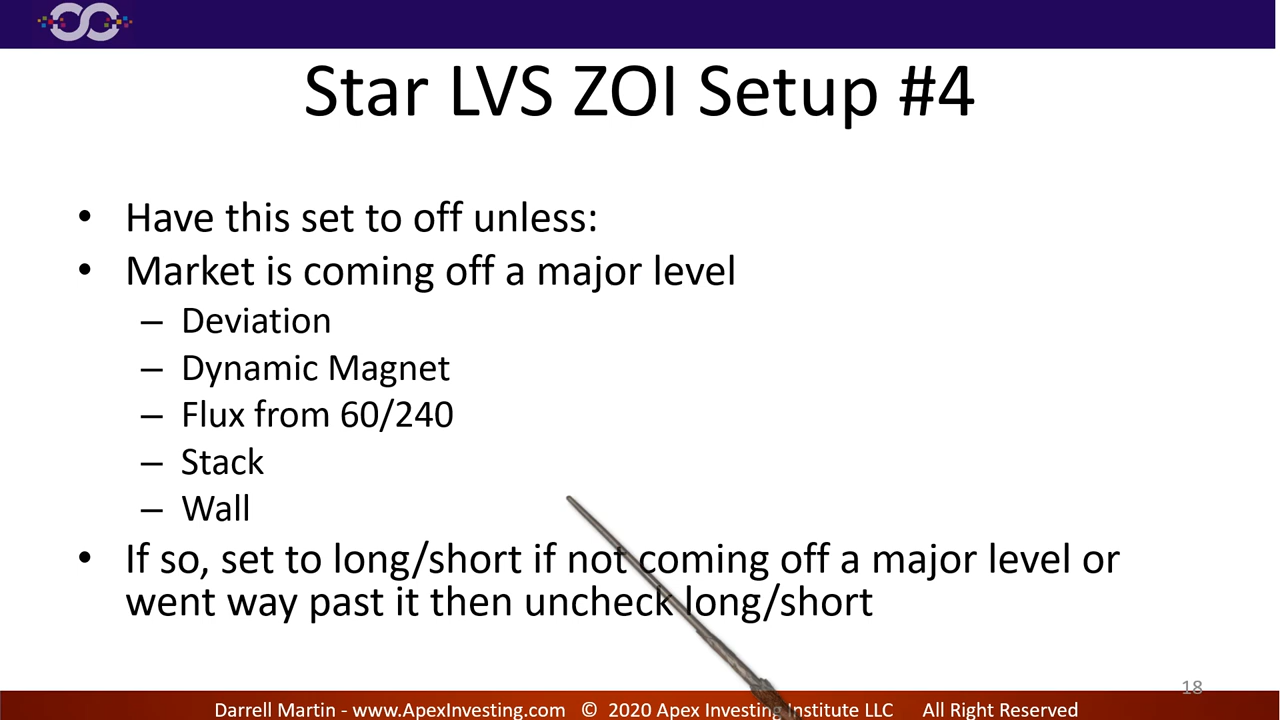 Star LVS ZOI Setup #4
• Have this set to off unless:
• Market is coming off a major level
– Deviation
– Dynamic Magnet
– Flux from 60/240
– Stack
– Wall
• If so, set to long/short if not coming off a major level or
went way past it then uncheck long/short
18
Darrell Martin - www.ApexInvesting.com © 2020 Apex Investing Institute LLC All Right Reserved